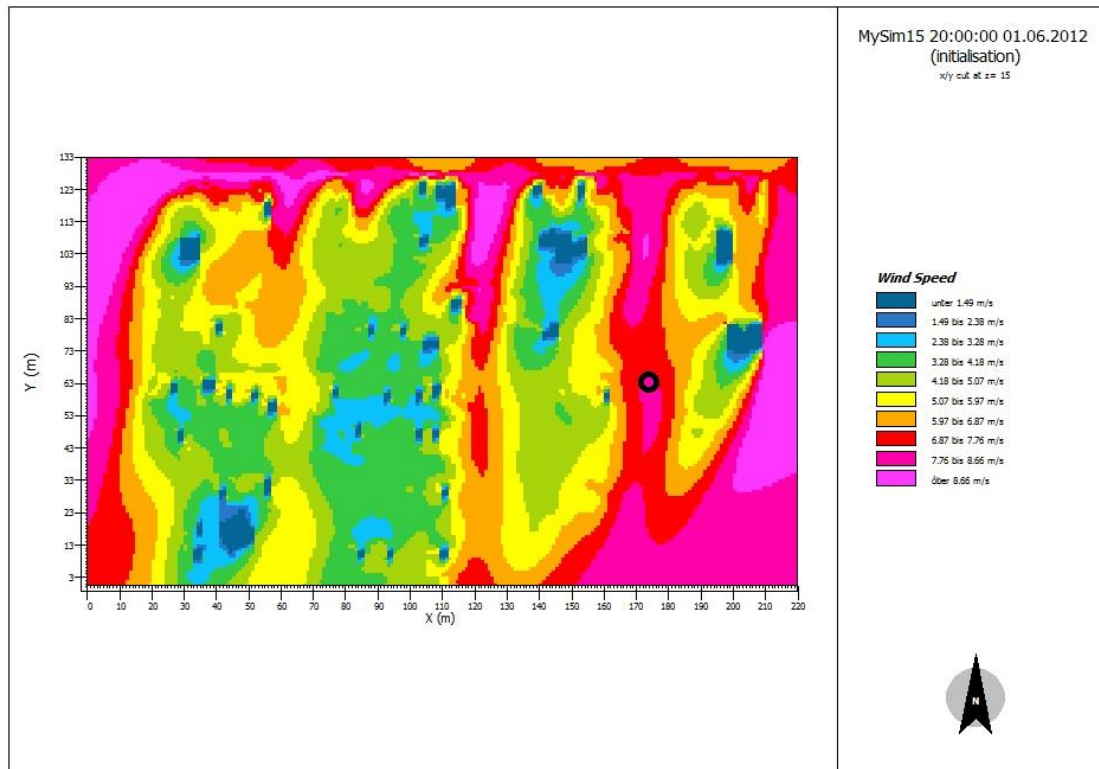 MySim15 20:00:00 01.06.2012
(initialisation)
x/y cut at z= 15
133
123
113
103
93
83
73
63
53
43
33
23
13
3
Y (m)
0 10 20 30 40 50 60 70 80 90 100 110 120 130 140 150 160 170 180 190 200 210 220
X (m)
Wind Speed
unter 1.49 m/s
1.49 bis 2.38 m/s
2.38 bis 3.28 m/s
3.28 bis 4.18 m/s
4.18 bis 5.07 m/s
5.07 bis 5.97 m/s
5.97 bis 6.87 m/s
6.87 bis 7.76 m/s
7.76 bis 8.66 m/s
ôber 8.66 m/s
N